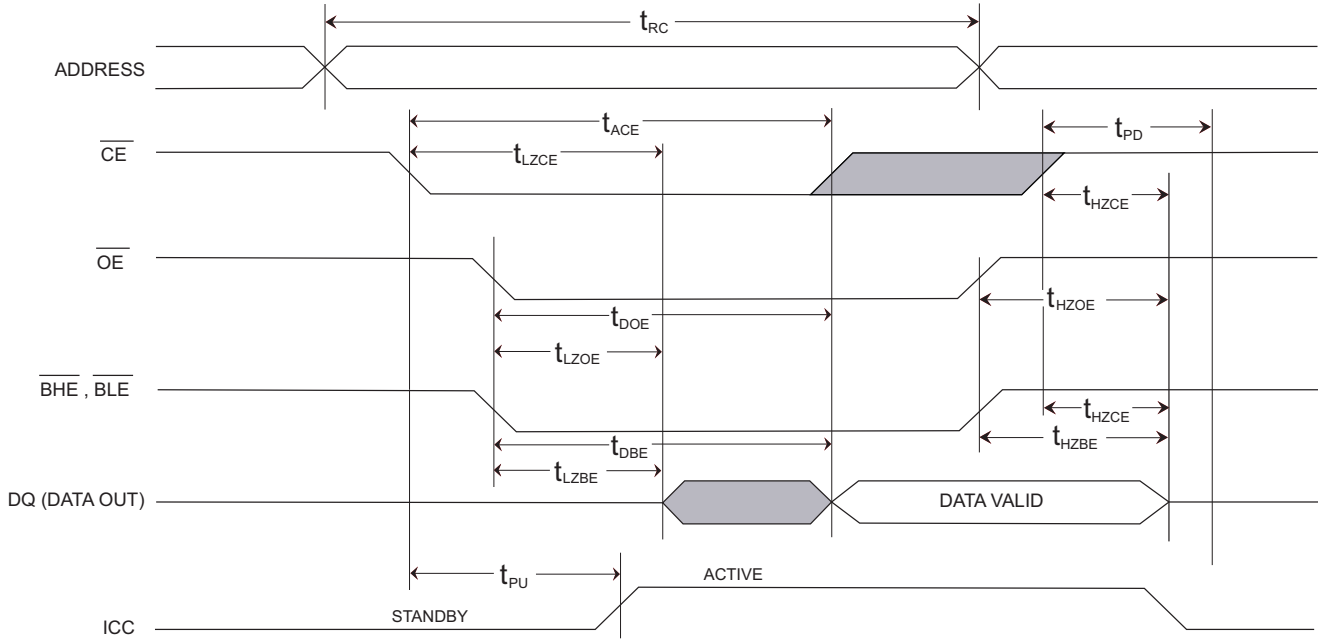 tRC
ADDRESS
tACE
tPD
CE
tLZCE
tHZCE
OE
tHZOE
tDOE
tLZOE
BHE , BLE
tHZCE
tDBE
tHZBE
tLZBE
DQ (DATA OUT)
DATA VALID
tPU
ACTIVE
STANDBY
ICC